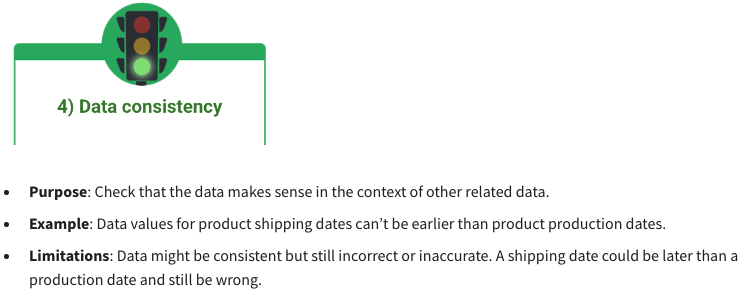 4) Data consistency
• Purpose: Check that the data makes sense in the context of other related data.
• Example: Data values for product shipping dates can’t be earlier than product production dates.
• Limitations: Data might be consistent but still incorrect or inaccurate. A shipping date could be later than a
production date and still be wrong.